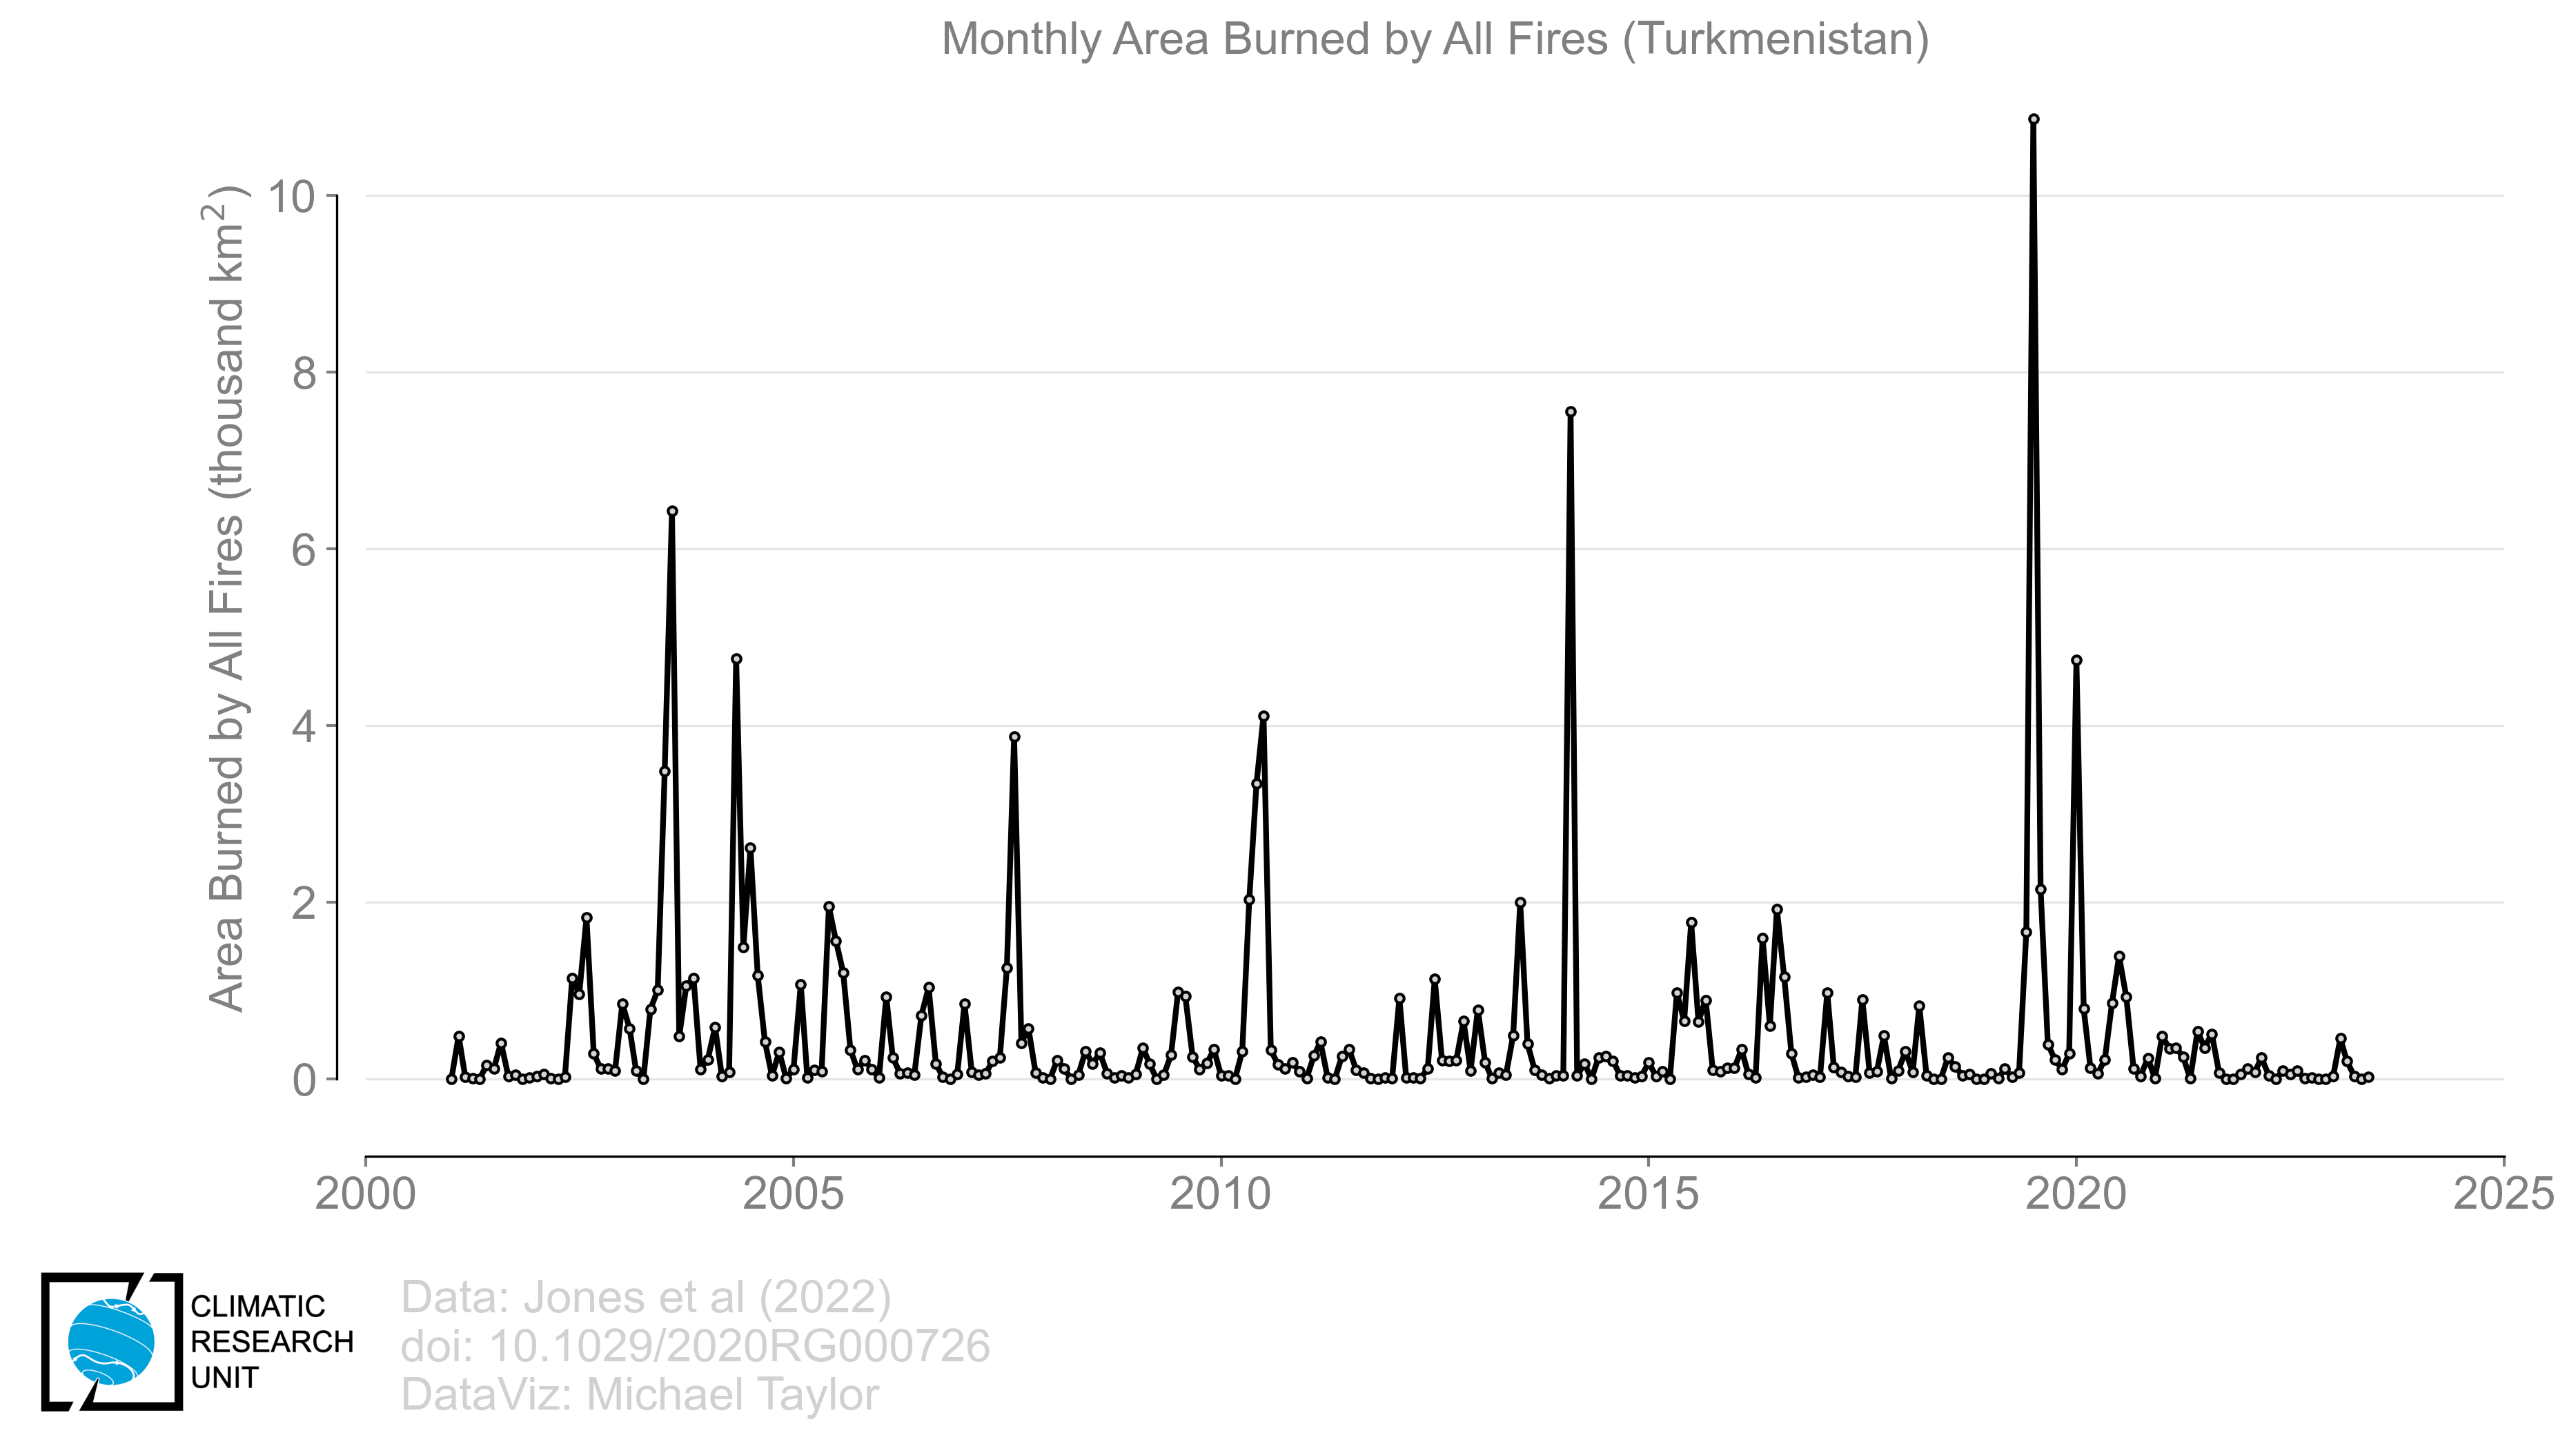 Monthly Area Burned by All Fires (Turkmenistan)
Area Burned by All Fires (thousand km²)
10
8
6
4
2
0
2000 2005 2010 2015 2020 2025
CLIMATIC
RESEARCH
UNIT
Data: Jones et al (2022)
doi: 10.1029/2020RG000726
DataViz: Michael Taylor